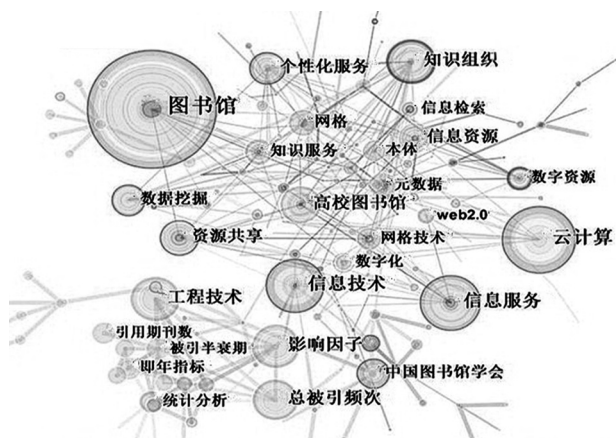 个性化服务
知识组织
图书馆
信息检索
网格
信息资源
知识服务
本体
数字资源
元数据
数据挖掘
高校图书馆
web2.0
云计算
资源共享
网格技术
数字化
信息技术
工程技术
信息服务
引用期刊数
影响因子
被引半衰期
即年指标
中国图书馆学会
统计分析
总被引频次